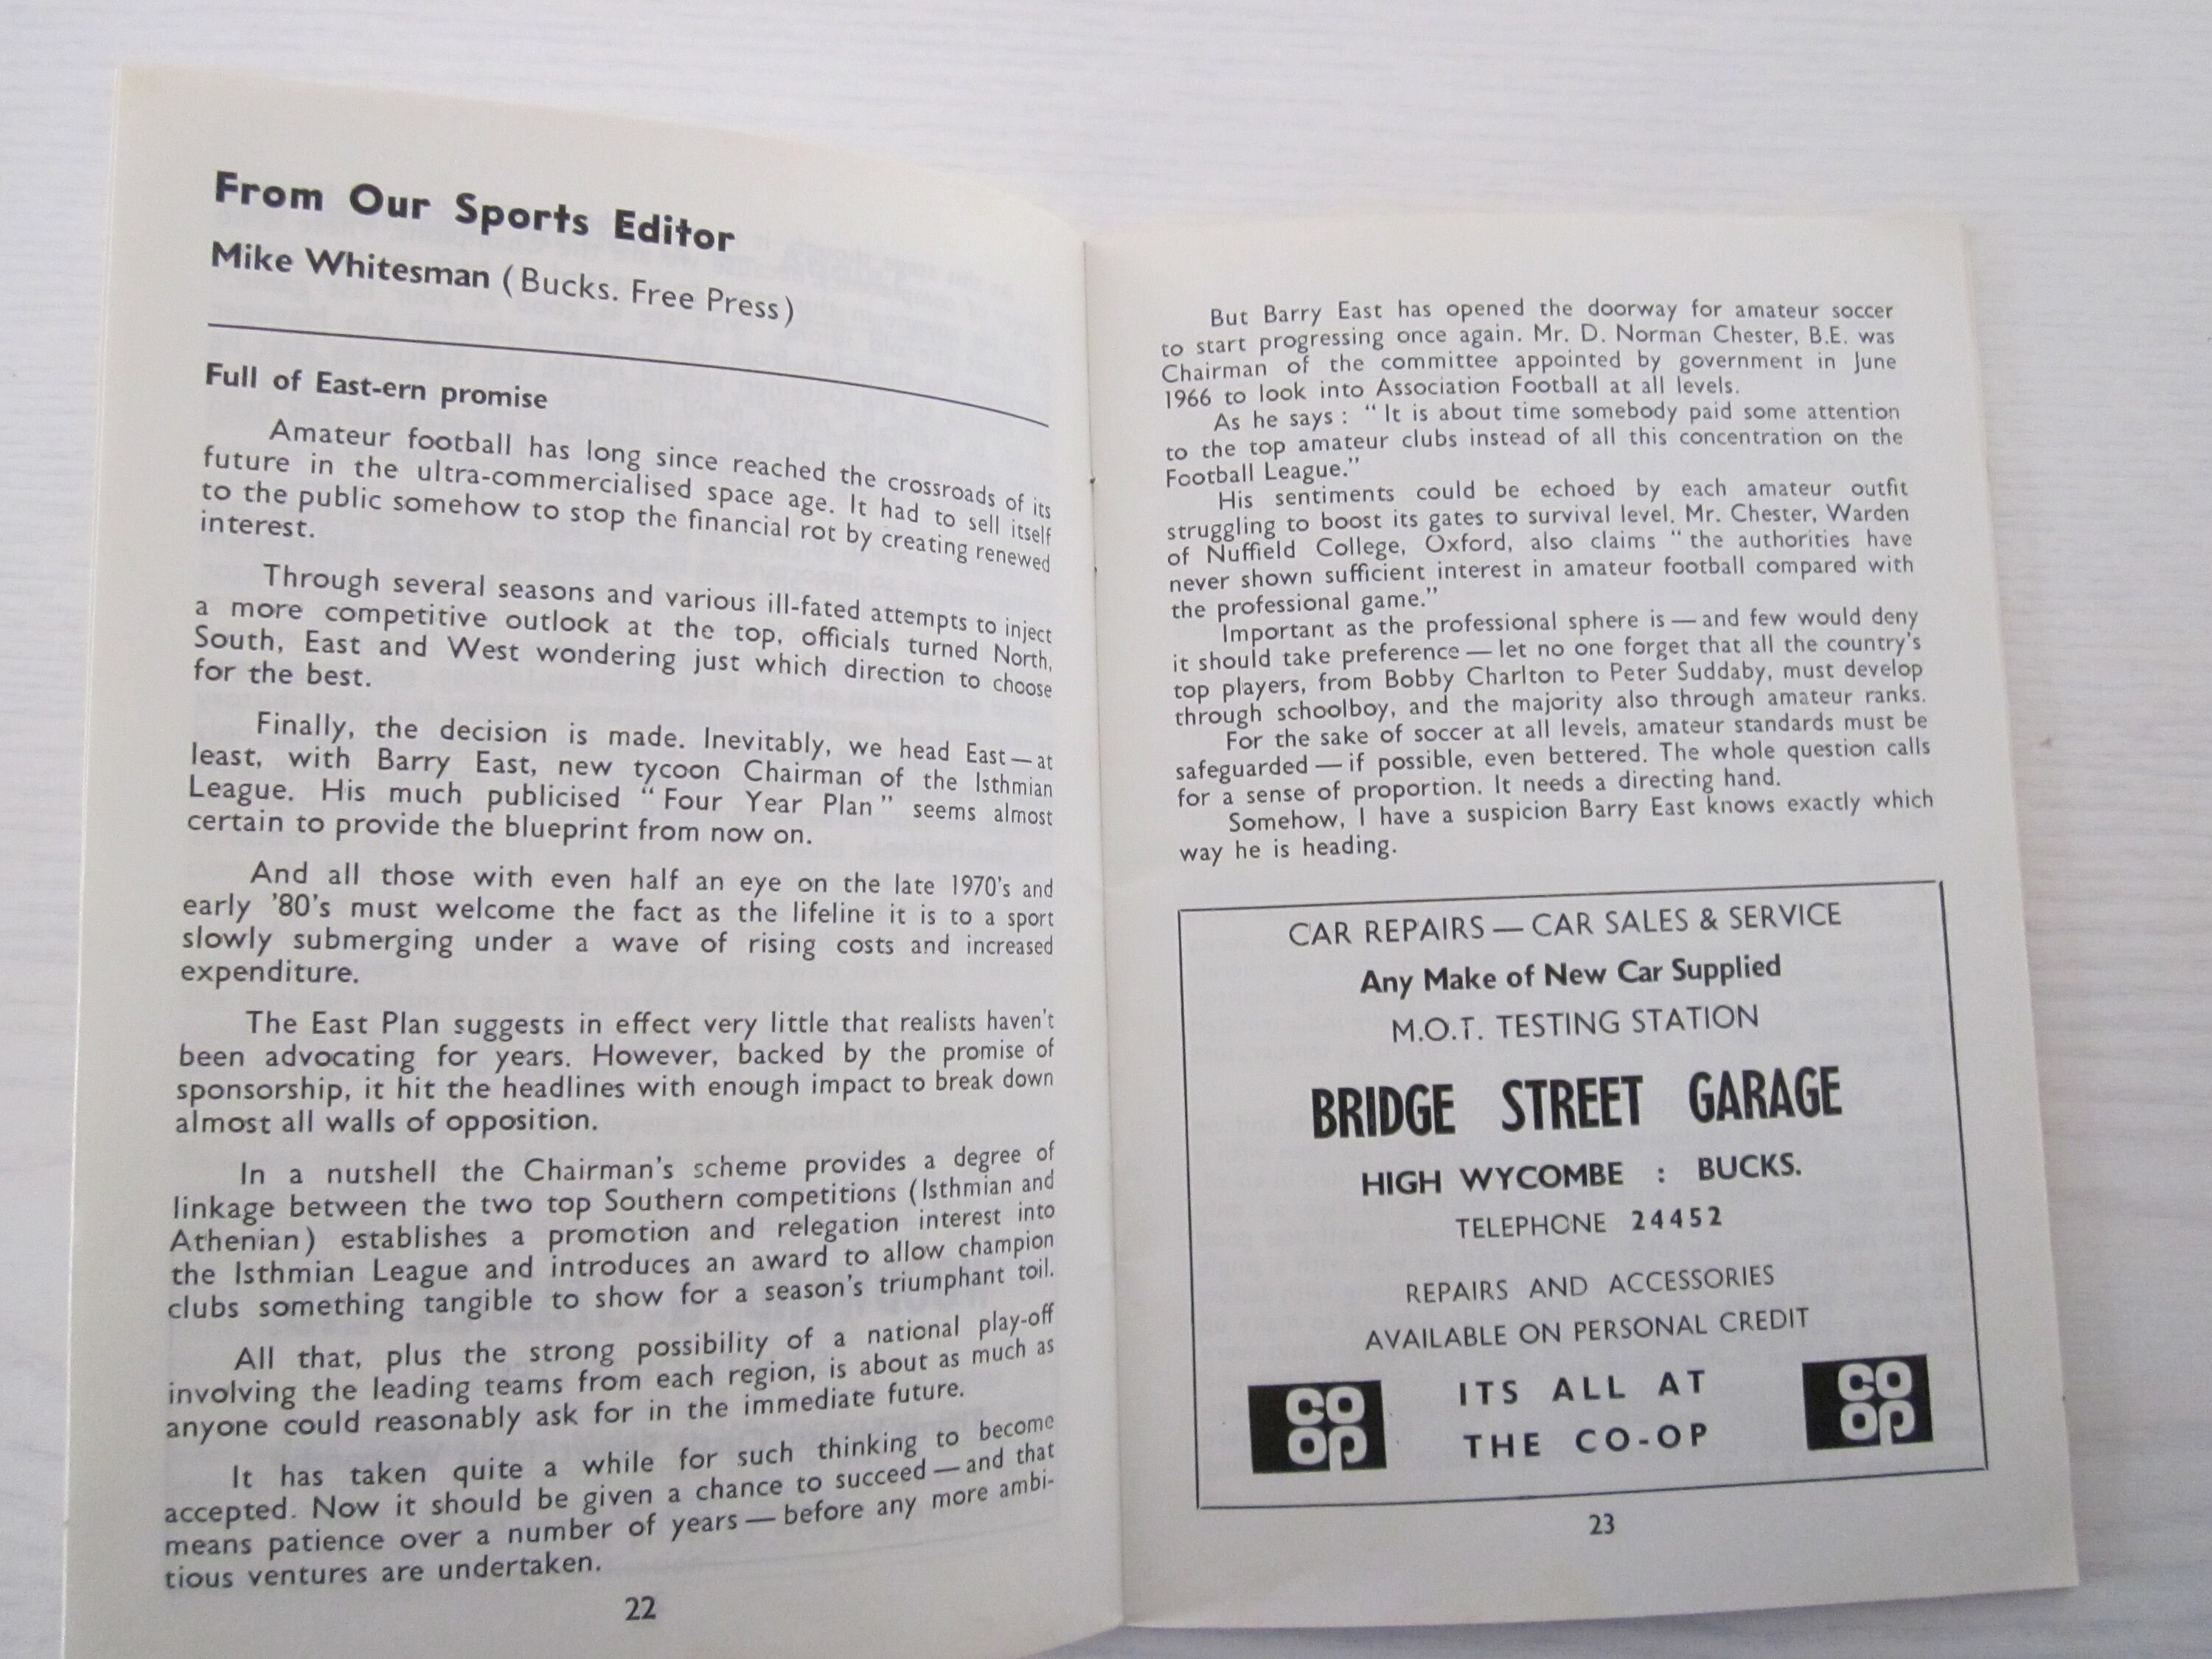 From Our Sports Editor
Mike Whitesman (Bucks. Free Press)
Full of East-ern promise
Amateur football has long since reached the crossroads of its
future in the ultra-commercialised space age. It had to sell itself
to the public somehow to stop the financial rot by creating renewed
interest.
Through several seasons and various ill-fated attempts to inject
a more competitive outlook at the top, officials turned North,
South, East and West wondering just which direction to choose
for the best.
Finally, the decision is made. Inevitably, we head East — at
least, with Barry East, new tycoon Chairman of the Isthmian
League. His much publicised “Four Year Plan” seems almost
certain to provide the blueprint from now on.
And all those with even half an eye on the late 1970's and
early '80's must welcome the fact as the lifeline it is to a sport
slowly submerging under a wave of rising costs and increased
expenditure.
The East Plan suggests in effect very little that realists haven't
been advocating for years. However, backed by the promise of
sponsorship, it hit the headlines with enough impact to break down
almost all walls of opposition.
In a nutshell the Chairman's scheme provides a degree of
linkage between the two top Southern competitions (Isthmian and
Athenian) establishes a promotion and relegation interest into
the Isthmian League and introduces an award to allow champion
clubs something tangible to show for a season's triumphant toil.
All that, plus the strong possibility of a national play-off
involving the leading teams from each region, is about as much as
anyone could reasonably ask for in the immediate future.
It has taken quite a while for such thinking to become
accepted. Now it should be given a chance to succeed — and that
means patience over a number of years — before any more ambi-
tious ventures are undertaken.
22
But Barry East has opened the doorway for amateur soccer
to start progressing once again. Mr. D. Norman Chester, B.E. was
Chairman of the committee appointed by government in June
1966 to look into Association Football at all levels.
As he says : “It is about time somebody paid some attention
to the top amateur clubs instead of all this concentration on the
Football League.”
His sentiments could be echoed by each amateur outfit
struggling to boost its gates to survival level. Mr. Chester, Warden
of Nuffield College, Oxford, also claims “the authorities have
never shown sufficient interest in amateur football compared with
the professional game.”
Important as the professional sphere is — and few would deny
it should take preference — let no one forget that all the country's
top players, from Bobby Charlton to Peter Suddaby, must develop
through schoolboy, and the majority also through amateur ranks.
For the sake of soccer at all levels, amateur standards must be
safeguarded — if possible, even bettered. The whole question calls
for a sense of proportion. It needs a directing hand.
Somehow, I have a suspicion Barry East knows exactly which
way he is heading.
CAR REPAIRS — CAR SALES & SERVICE
Any Make of New Car Supplied
M.O.T. TESTING STATION
BRIDGE STREET GARAGE
HIGH WYCOMBE : BUCKS.
TELEPHONE 24452
REPAIRS AND ACCESSORIES
AVAILABLE ON PERSONAL CREDIT
CO OP
ITS ALL AT
THE CO-OP
CO OP
23